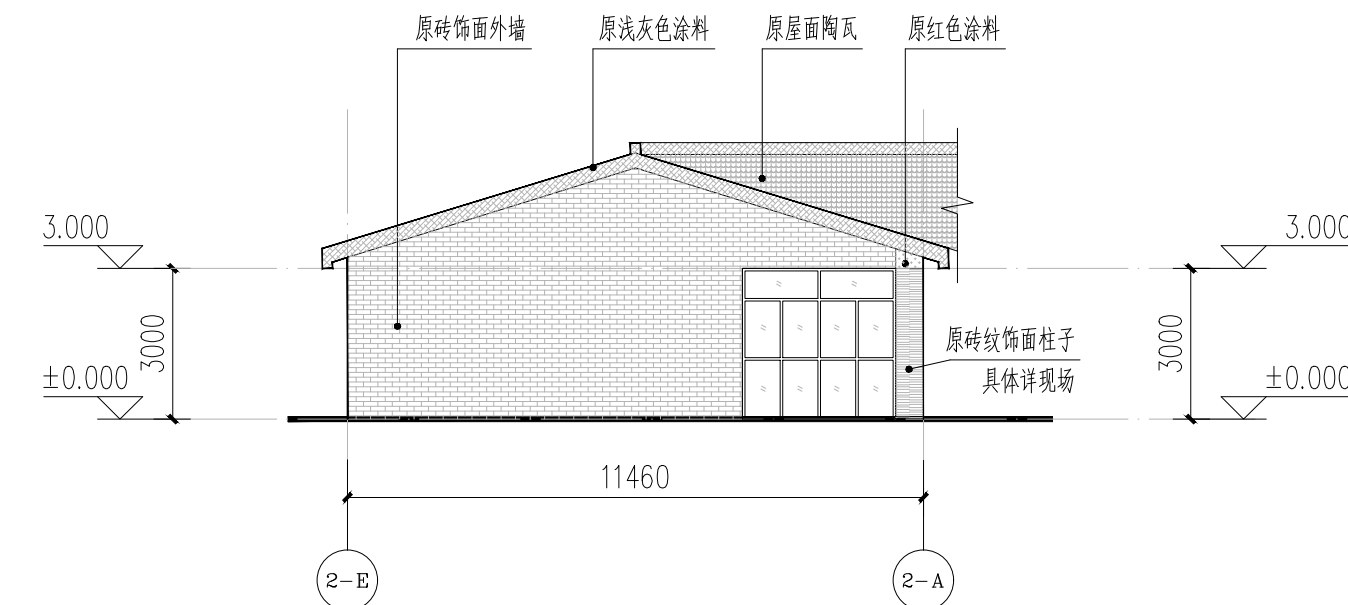 原砖饰面外墙
原浅灰色涂料
原屋面陶瓦
原红色涂料
3.000
3.000
3000
±0.000
原砖纹饰面柱子
具体详现场
3000
±0.000
11460
2-E
2-A